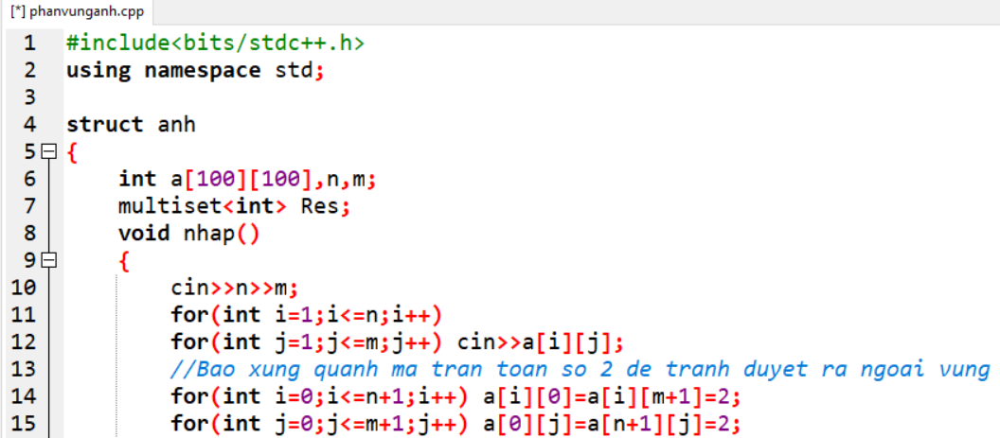 [*] phanvunganh.cpp
1 #include<bits/stdc++.h>
2 using namespace std;
3
4 struct anh
5 {
6 int a[100][100],n,m;
7 multiset<int> Res;
8 void nhap()
9 {
10 cin>>n>>m;
11 for(int i=1;i<=n;i++)
12 for(int j=1;j<=m;j++) cin>>a[i][j];
13 //Bao xung quanh ma tran toan so 2 de tranh duyet ra ngoai vung
14 for(int i=0;i<=n+1;i++) a[i][0]=a[i][m+1]=2;
15 for(int j=0;j<=m+1;j++) a[0][j]=a[n+1][j]=2;